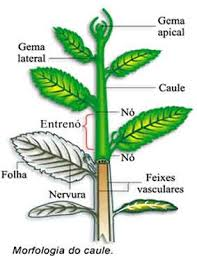 Gema
apical
Gema
lateral
Caule
Nó
Entrenó
Nó
Folha
Feixes
vasculares
Nervura
Morfologia do caule.